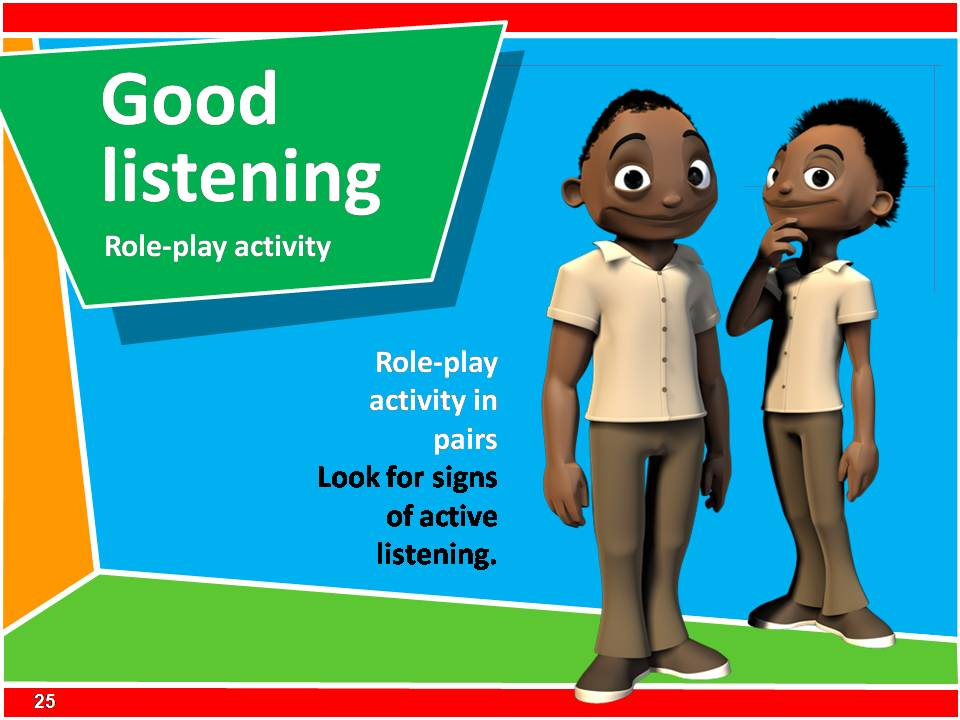 Good
listening
Role-play activity
Role-play
activity in
pairs
Look for signs
of active
listening.
25